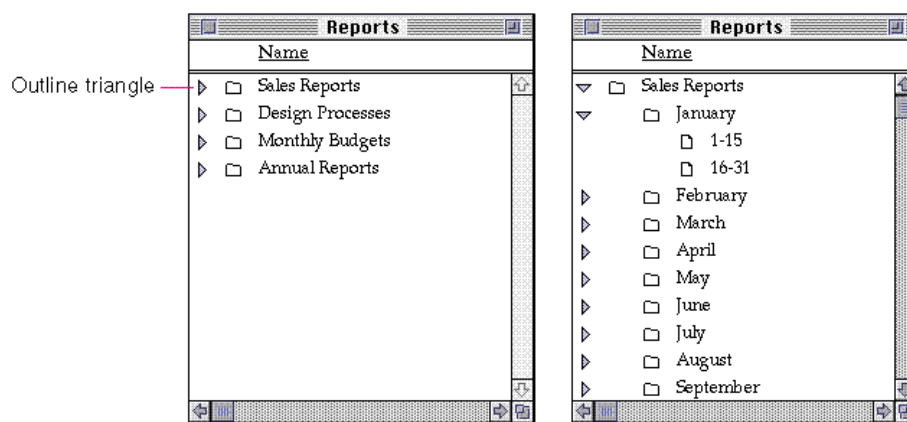 Reports
Name
Outline triangle
Sales Reports
Design Processes
Monthly Budgets
Annual Reports
Reports
Name
Sales Reports
January
1-15
16-31
February
March
April
May
June
July
August
September